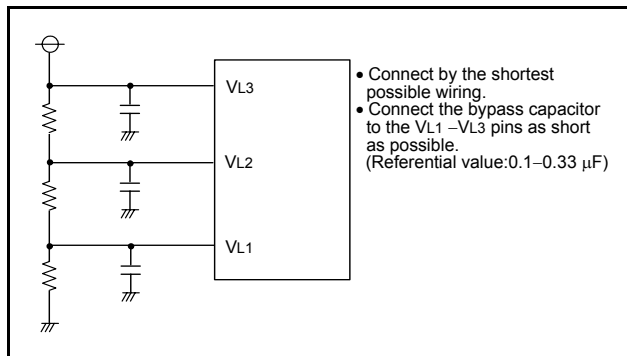 VL3
• Connect by the shortest
possible wiring.
• Connect the bypass capacitor
to the VL1 –VL3 pins as short
as possible.
(Referential value:0.1–0.33 μF)
VL2
VL1